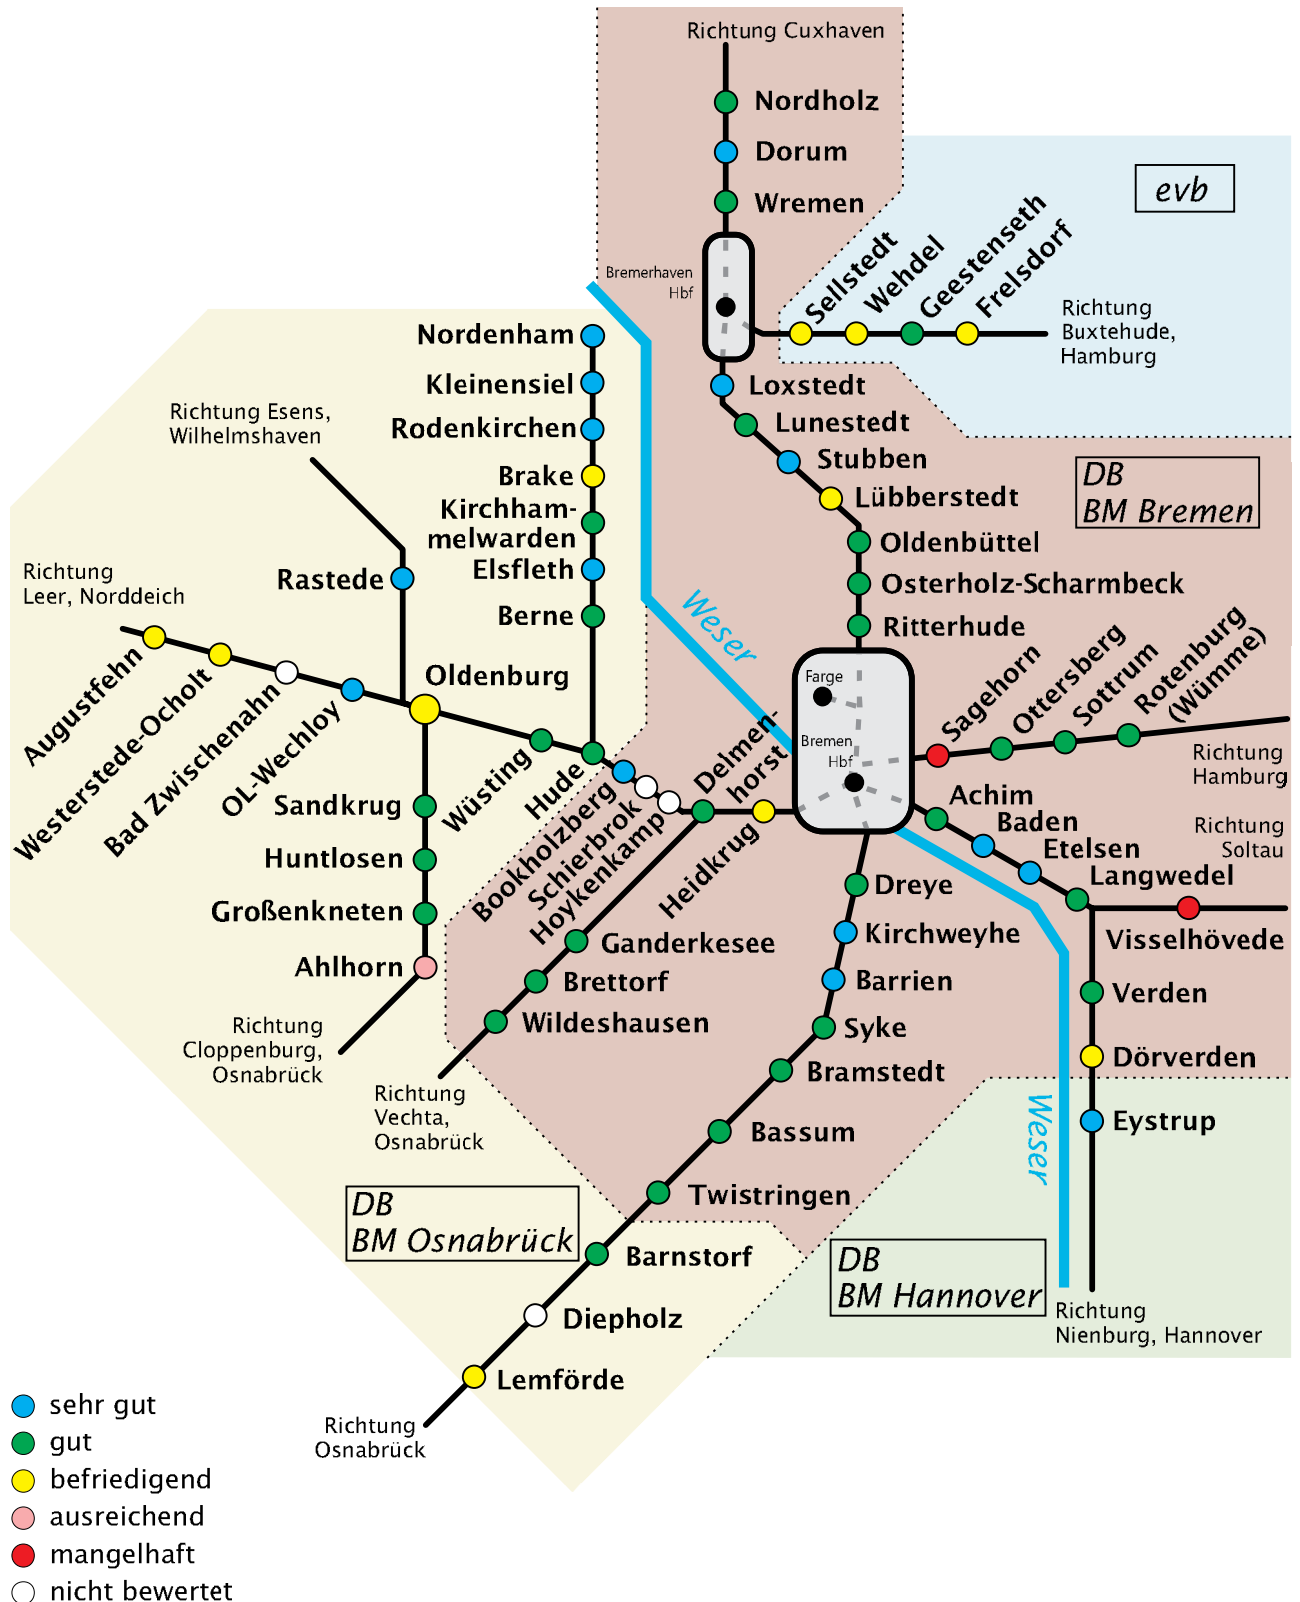 Richtung Cuxhaven
Nordholz
Dorum
Wremen
evb
Bremerhaven
Hbf
Sellstedt
Wehdel
Geestenseth
Frelsdorf
Richtung
Buxtehude,
Hamburg
Nordenham
Kleinensiel
Rodenkirchen
Brake
Kirchham-
melwarden
Elsfleth
Berne
Loxstedt
Lunestedt
Stubben
Lübberstedt
Oldenbüttel
Osterholz-Scharmbeck
Ritterhude
DB
BM Bremen
Richtung Esens,
Wilhelmshaven
Rastede
Richtung
Leer, Norddeich
Weser
Augustfehn
Westerstede-Ocholt
Bad Zwischenahn
OL-Wechloy
Oldenburg
Wüsting
Hude
Bookholzberg
Schierbrok
Hoykenkamp
Delmen-
horst
Heidkrug
Farge
Bremen
Hbf
Sagehorn
Ottersberg
Sottrum
Rotenburg
(Wümme)
Richtung
Hamburg
Achim
Baden
Etelsen
Langwedel
Richtung
Soltau
Visselhövede
Verden
Dörverden
Eystrup
Sandkrug
Huntlosen
Großenkneten
Ahlhorn
Richtung
Cloppenburg,
Osnabrück
Ganderkesee
Brettorf
Wildeshausen
Richtung
Vechta,
Osnabrück
Dreye
Kirchweyhe
Barrien
Syke
Bramstedt
Bassum
Twistringen
Barnstorf
Diepholz
Lemförde
Richtung
Osnabrück
DB
BM Osnabrück
DB
BM Hannover
Weser
Richtung
Nienburg, Hannover
sehr gut
gut
befriedigend
ausreichend
mangelhaft
nicht bewertet